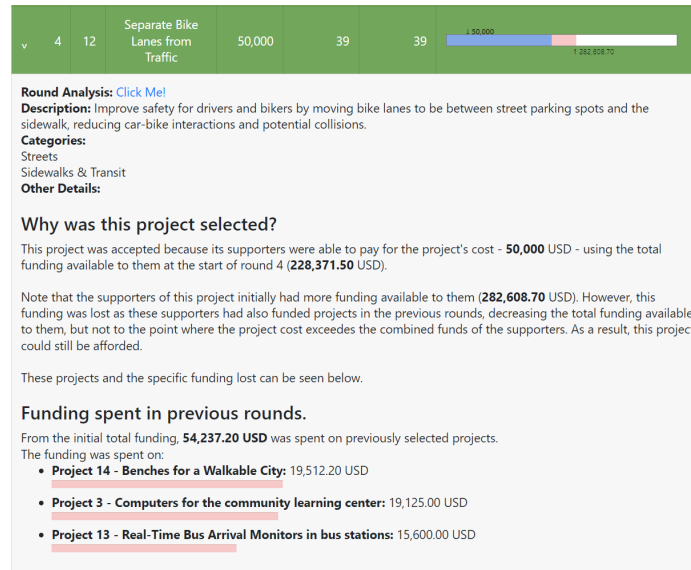 v 4 12 Separate Bike Lanes from Traffic 50,000 39 39 ↓ 50,000
↑ 282,608.70
Round Analysis: Click Me!
Description: Improve safety for drivers and bikers by moving bike lanes to be between street parking spots and the
sidewalk, reducing car-bike interactions and potential collisions.
Categories:
Streets
Sidewalks & Transit
Other Details:
Why was this project selected?
This project was accepted because its supporters were able to pay for the project's cost - 50,000 USD - using the total
funding available to them at the start of round 4 (228,371.50 USD).
Note that the supporters of this project initially had more funding available to them (282,608.70 USD). However, this
funding was lost as these supporters had also funded projects in the previous rounds, decreasing the total funding available
to them, but not to the point where the project cost exceedes the combined funds of the supporters. As a result, this projec
could still be afforded.
These projects and the specific funding lost can be seen below.
Funding spent in previous rounds.
From the initial total funding, 54,237.20 USD was spent on previously selected projects.
The funding was spent on:
• Project 14 - Benches for a Walkable City: 19,512.20 USD
• Project 3 - Computers for the community learning center: 19,125.00 USD
• Project 13 - Real-Time Bus Arrival Monitors in bus stations: 15,600.00 USD